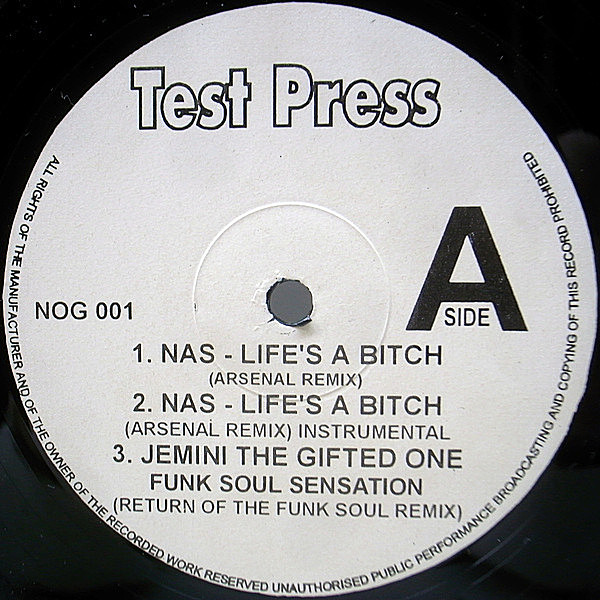 Test Press
A
SIDE
NOG 001
1. NAS - LIFE'S A BITCH
(ARSENAL REMIX)
2. NAS - LIFE'S A BITCH
(ARSENAL REMIX) INSTRUMENTAL
3. JEMINI THE GIFTED ONE
FUNK SOUL SENSATION
(RETURN OF THE FUNK SOUL REMIX)
ALL RIGHTS OF THE MANUFACTURER AND OF THE OWNER OF THE RECORDED WORK RESERVED UNAUTHORISED PUBLIC PERFORMANCE BROADCASTING AND COPYING OF THIS RECORD PROHIBITED